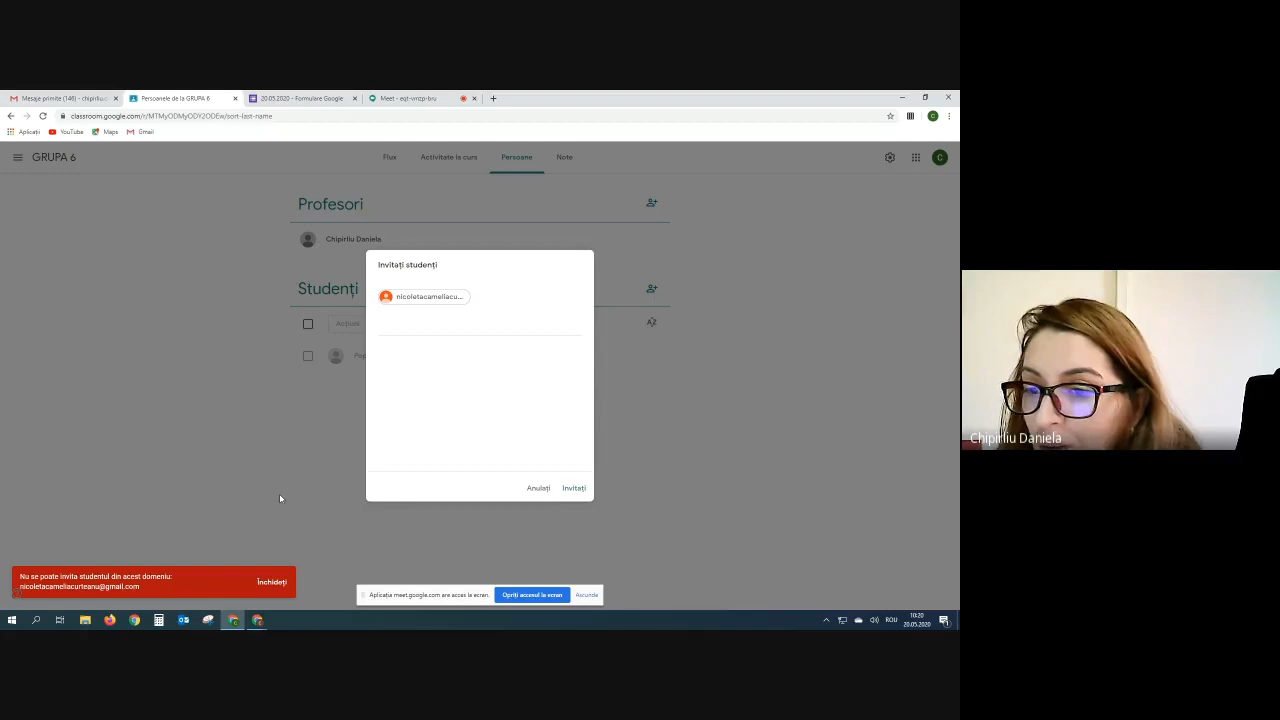 Mesaje primite (146) - chipirliu
Persoanele de la GRUPA 6
20.05.2020 - Formulare Google
Meet - eqt-vmzp-bru
classroom.google.com/r/MTMyODMyODY2ODEw/sort-last-name
Aplicații
YouTube
Maps
Gmail
GRUPA 6
Flux
Activitate la curs
Persoane
Note
C
Profesori
Chipirliu Daniela
Studenți
Acțiuni
Invitați studenți
nicoletacameliacu...
Anulați
Invitați
Nu se poate invita studentul din acest domeniu:
nicoletacameliacurteanu@gmail.com
Închideți
Aplicația meet.google.com are acces la ecran.
Opriți accesul la ecran
Ascunde
ROU
10:20
20.05.2020
Chipirliu Daniela